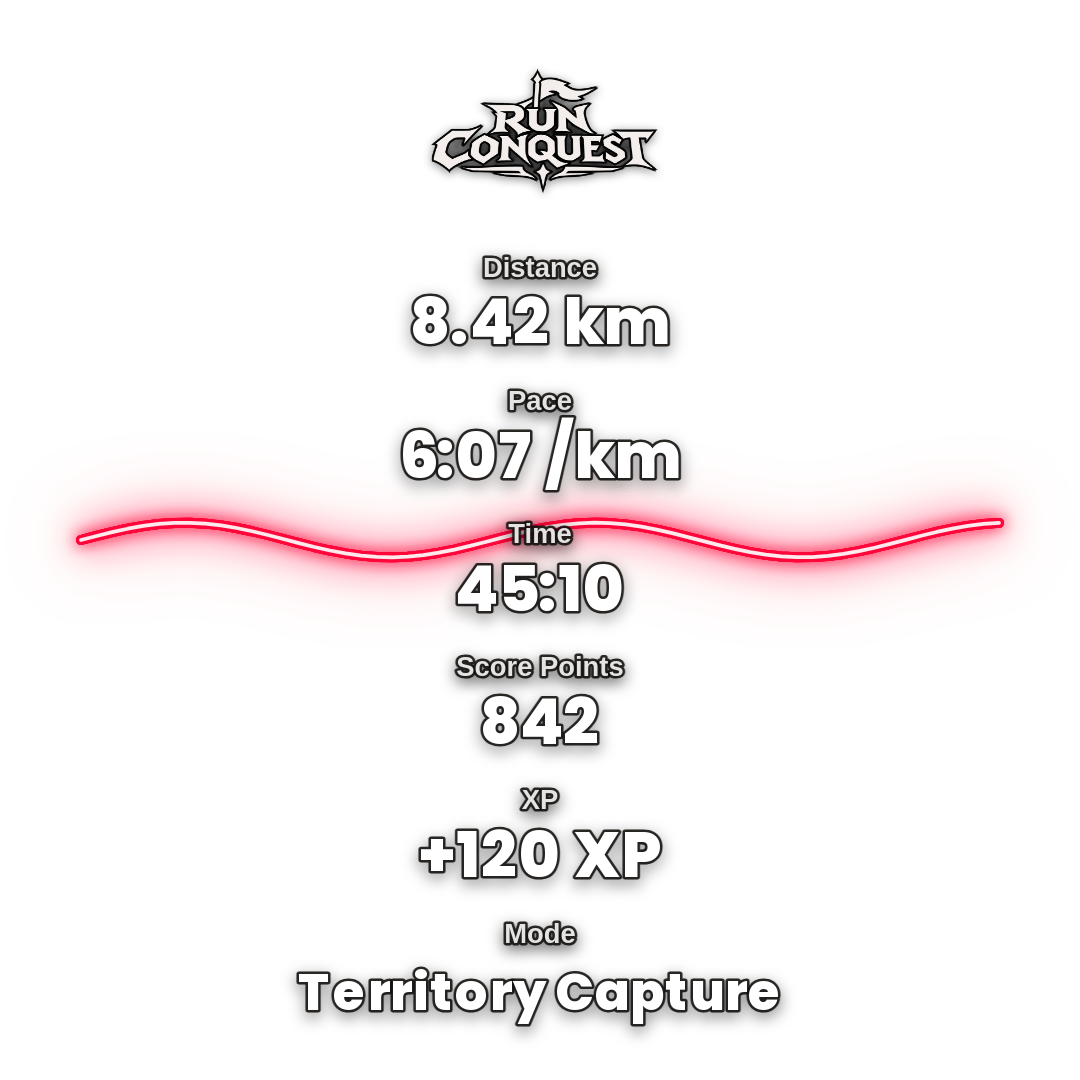 RUN
CONQUEST
Distance
8.42 km
Pace
6:07 /km
Time
45:10
Score Points
842
XP
+120 XP
Mode
Territory Capture